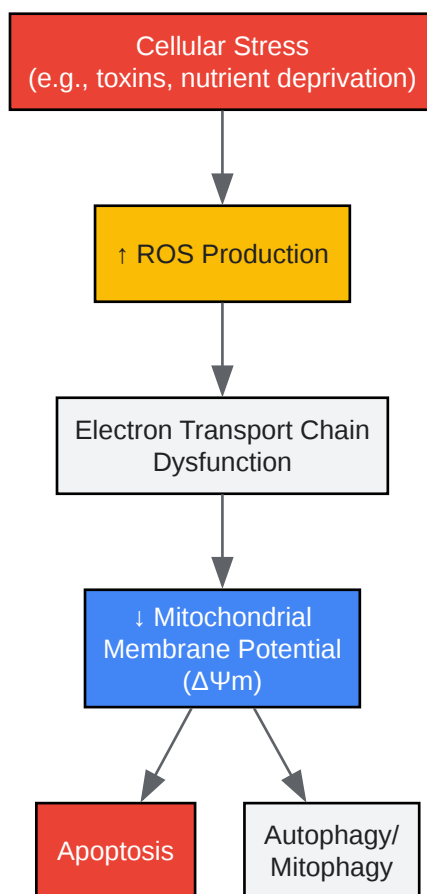 Cellular Stress
(e.g., toxins, nutrient deprivation)
↑ ROS Production
Electron Transport Chain
Dysfunction
↓ Mitochondrial
Membrane Potential
(ΔΨm)
Apoptosis
Autophagy/
Mitophagy